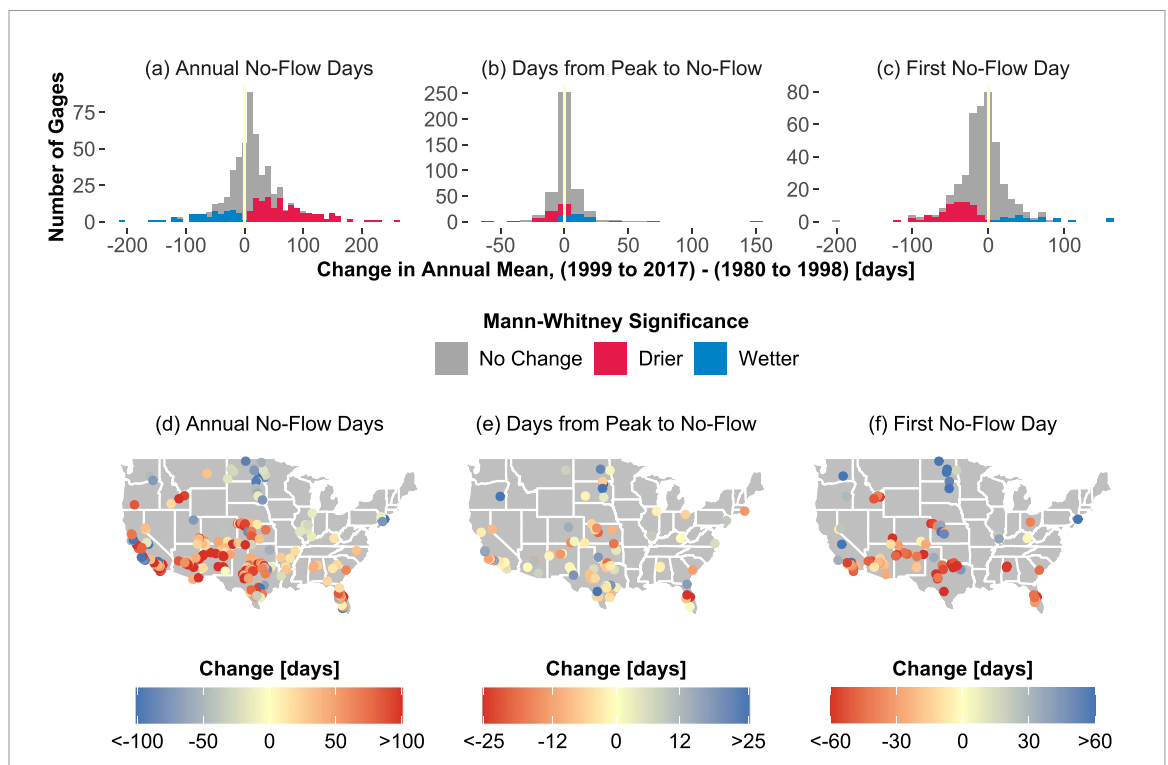 (a) Annual No-Flow Days
(b) Days from Peak to No-Flow
(c) First No-Flow Day
Number of Gages
75
50
25
0
-200 -100 0 100 200
250
200
150
100
50
0
-50 0 50 100 150
80
60
40
20
0
-200 -100 0 100
Change in Annual Mean, (1999 to 2017) - (1980 to 1998) [days]
Mann-Whitney Significance
No Change Drier Wetter
(d) Annual No-Flow Days
(e) Days from Peak to No-Flow
(f) First No-Flow Day
Change [days]
<-100 -50 0 50 >100
Change [days]
<-25 -12 0 12 >25
Change [days]
<-60 -30 0 30 >60